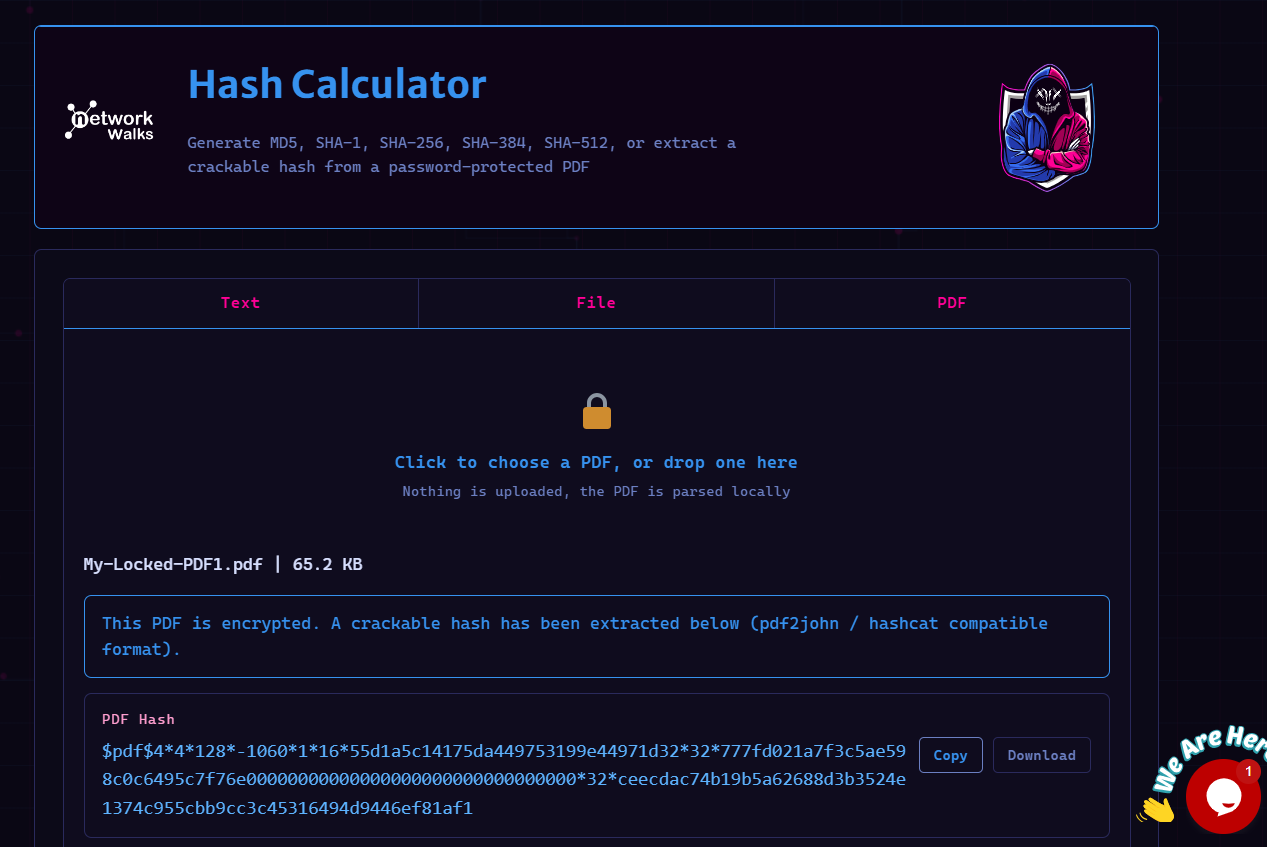 network
Walks
Hash Calculator
Generate MD5, SHA-1, SHA-256, SHA-384, SHA-512, or extract a
crackable hash from a password-protected PDF
Text
File
PDF
Click to choose a PDF, or drop one here
Nothing is uploaded, the PDF is parsed locally
My-Locked-PDF1.pdf | 65.2 KB
This PDF is encrypted. A crackable hash has been extracted below (pdf2john / hashcat compatible
format).
PDF Hash
$pdf$4*4*128*-1060*1*16*55d1a5c14175da449753199e44971d32*32*777fd021a7f3c5ae59
8c0c6495c7f76e00000000000000000000000000000000*32*ceecdac74b19b5a62688d3b3524e
1374c955cbb9cc3c45316494d9446ef81af1
Copy
Download
We Are Here
1